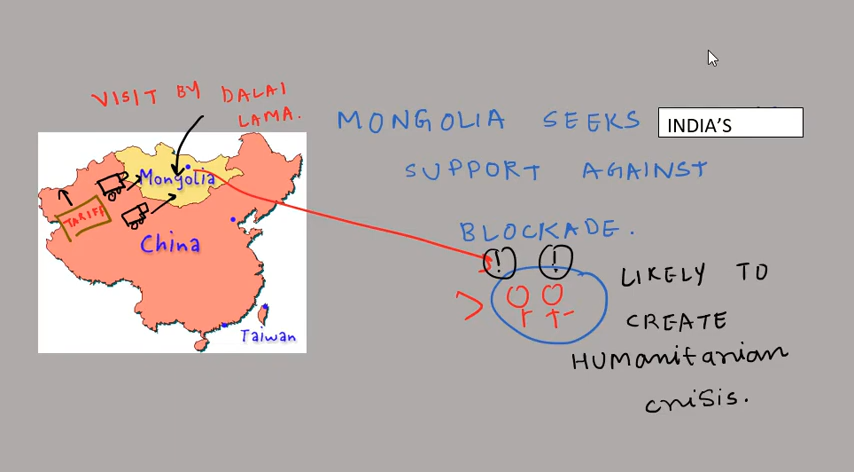 VISIT BY DALAI
LAMA.
MONGOLIA SEEKS INDIA'S
SUPPORT AGAINST
BLOCKADE.
Mongolia
TARIFF
China
Taiwan
! !
LIKELY TO
CREATE
HUManitarian
crisis.